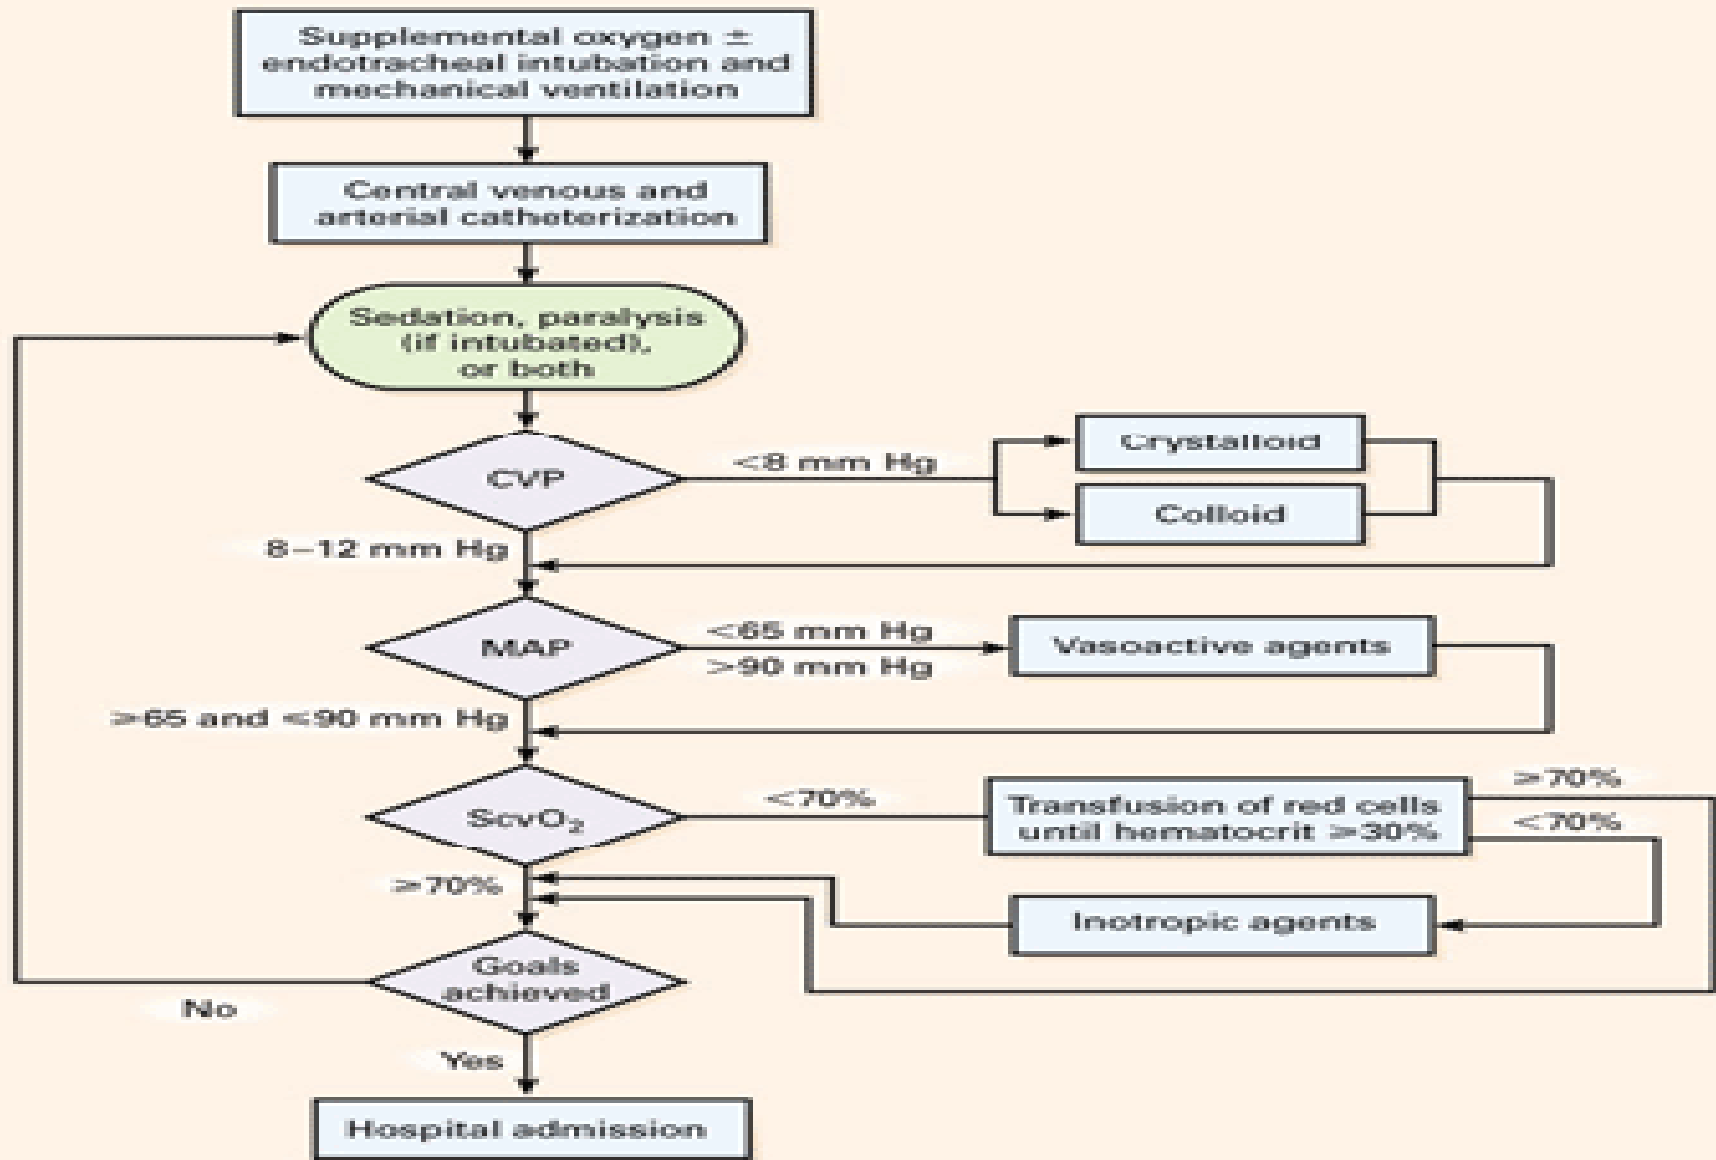 Supplemental oxygen ±
endotracheal intubation and
mechanical ventilation
Central venous and
arterial catheterization
Sedation, paralysis
(if intubated),
or both
CVP
<8 mm Hg
Crystalloid
Colloid
8–12 mm Hg
MAP
<65 mm Hg
>90 mm Hg
Vasoactive agents
≥65 and ≤90 mm Hg
ScvO₂
<70%
Transfusion of red cells
until hematocrit ≥30%
≥70%
<70%
≥70%
Inotropic agents
Goals
achieved
No
Yes
Hospital admission